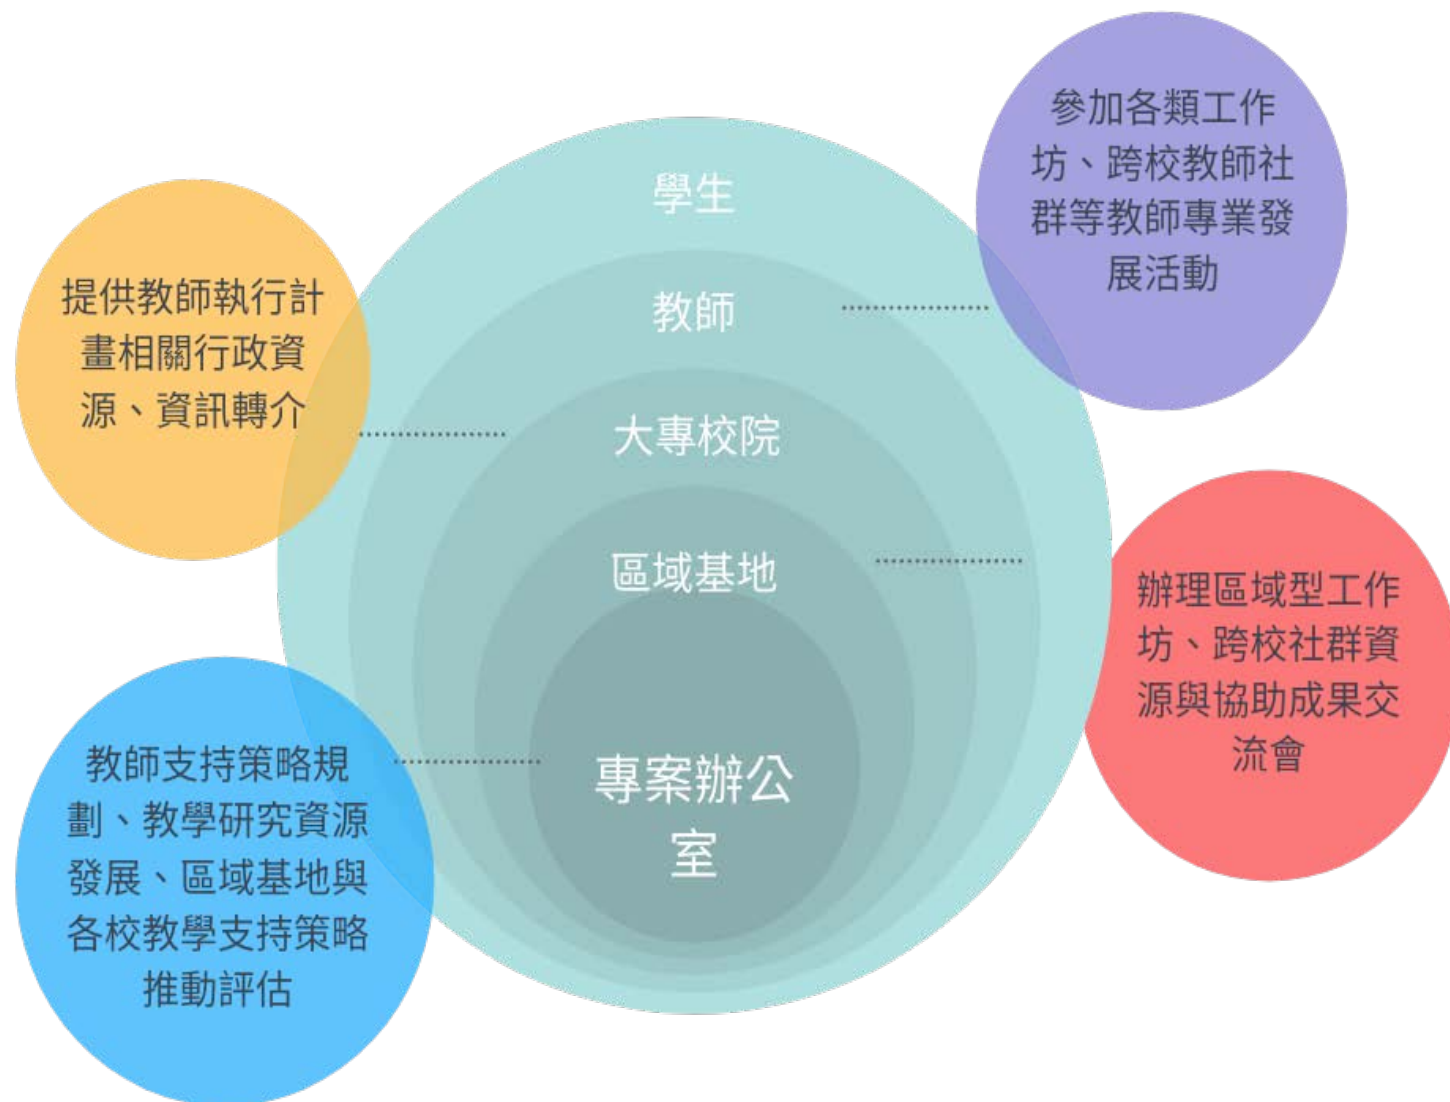 學生
教師
大專校院
區域基地
專案辦公
室
提供教師執行計
畫相關行政資
源、資訊轉介
參加各類工作
坊、跨校教師社
群等教師專業發
展活動
辦理區域型工作
坊、跨校社群資
源與協助成果交
流會
教師支持策略規
劃、教學研究資源
發展、區域基地與
各校教學支持策略
推動評估